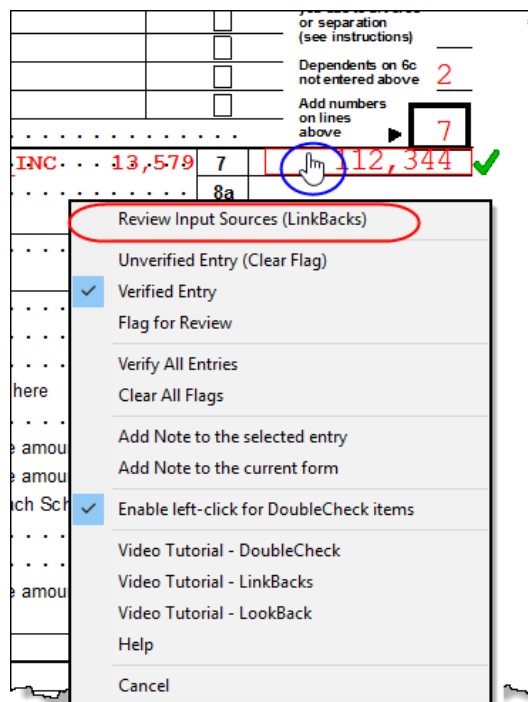 or separation
(see instructions)
Dependents on 6c
not entered above 2
Add numbers
on lines
above 7
INC 13,579 7 112,344
8a
Review Input Sources (LinkBacks)
Unverified Entry (Clear Flag)
Verified Entry
Flag for Review
Verify All Entries
here
Clear All Flags
Add Note to the selected entry
e amou
Add Note to the current form
e amou
ch Sch
Enable left-click for DoubleCheck items
Video Tutorial - DoubleCheck
Video Tutorial - LinkBacks
e amou
Video Tutorial - LookBack
Help
Cancel